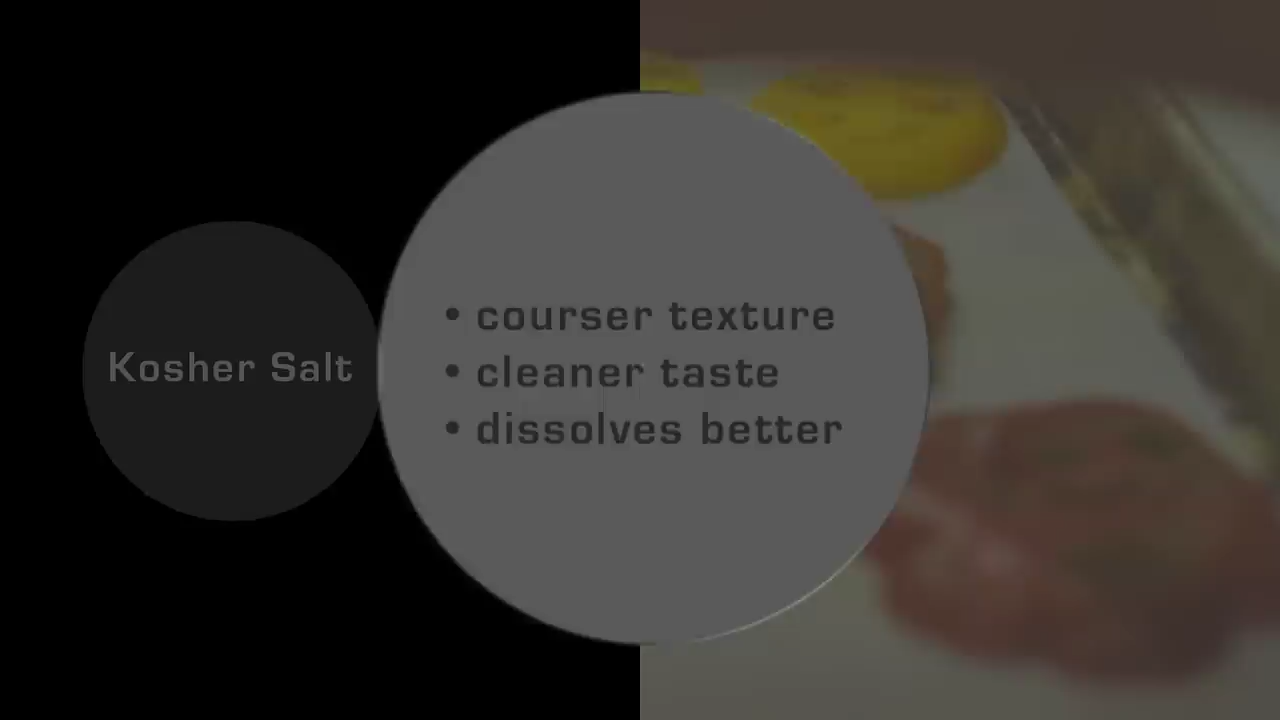 Kosher Salt
• courser texture
• cleaner taste
• dissolves better